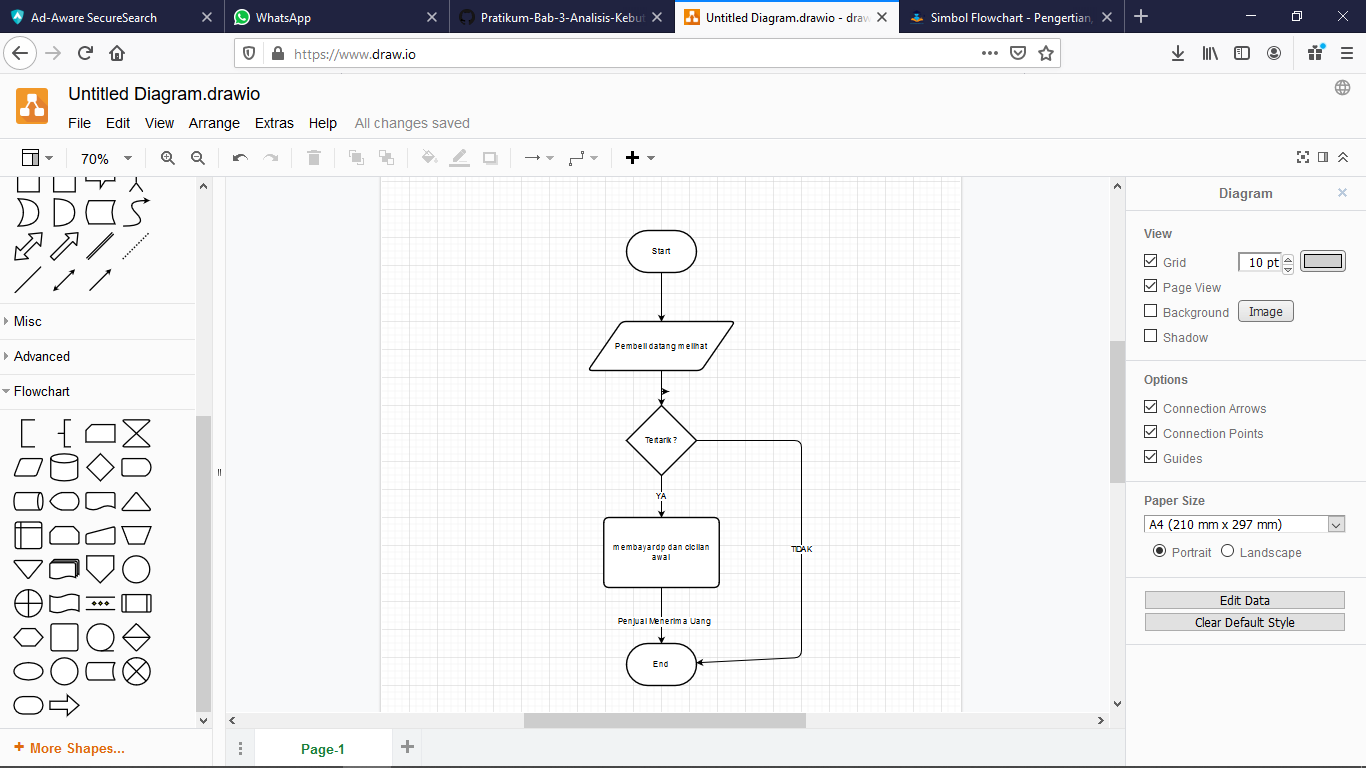 Ad-Aware SecureSearch
WhatsApp
Pratikum-Bab-3-Analisis-Kebut
Untitled Diagram.drawio - draw
Simbol Flowchart - Pengertian,
https://www.draw.io
Untitled Diagram.drawio
File Edit View Arrange Extras Help All changes saved
70%
Misc
Advanced
Flowchart
More Shapes...
Start
Pembeli datang melihat
Tertarik ?
YA
membayar dp dan cicilan
awal
TIDAK
Penjual Menerima Uang
End
Page-1
Diagram
View
Grid 10 pt
Page View
Background Image
Shadow
Options
Connection Arrows
Connection Points
Guides
Paper Size
A4 (210 mm x 297 mm)
Portrait Landscape
Edit Data
Clear Default Style